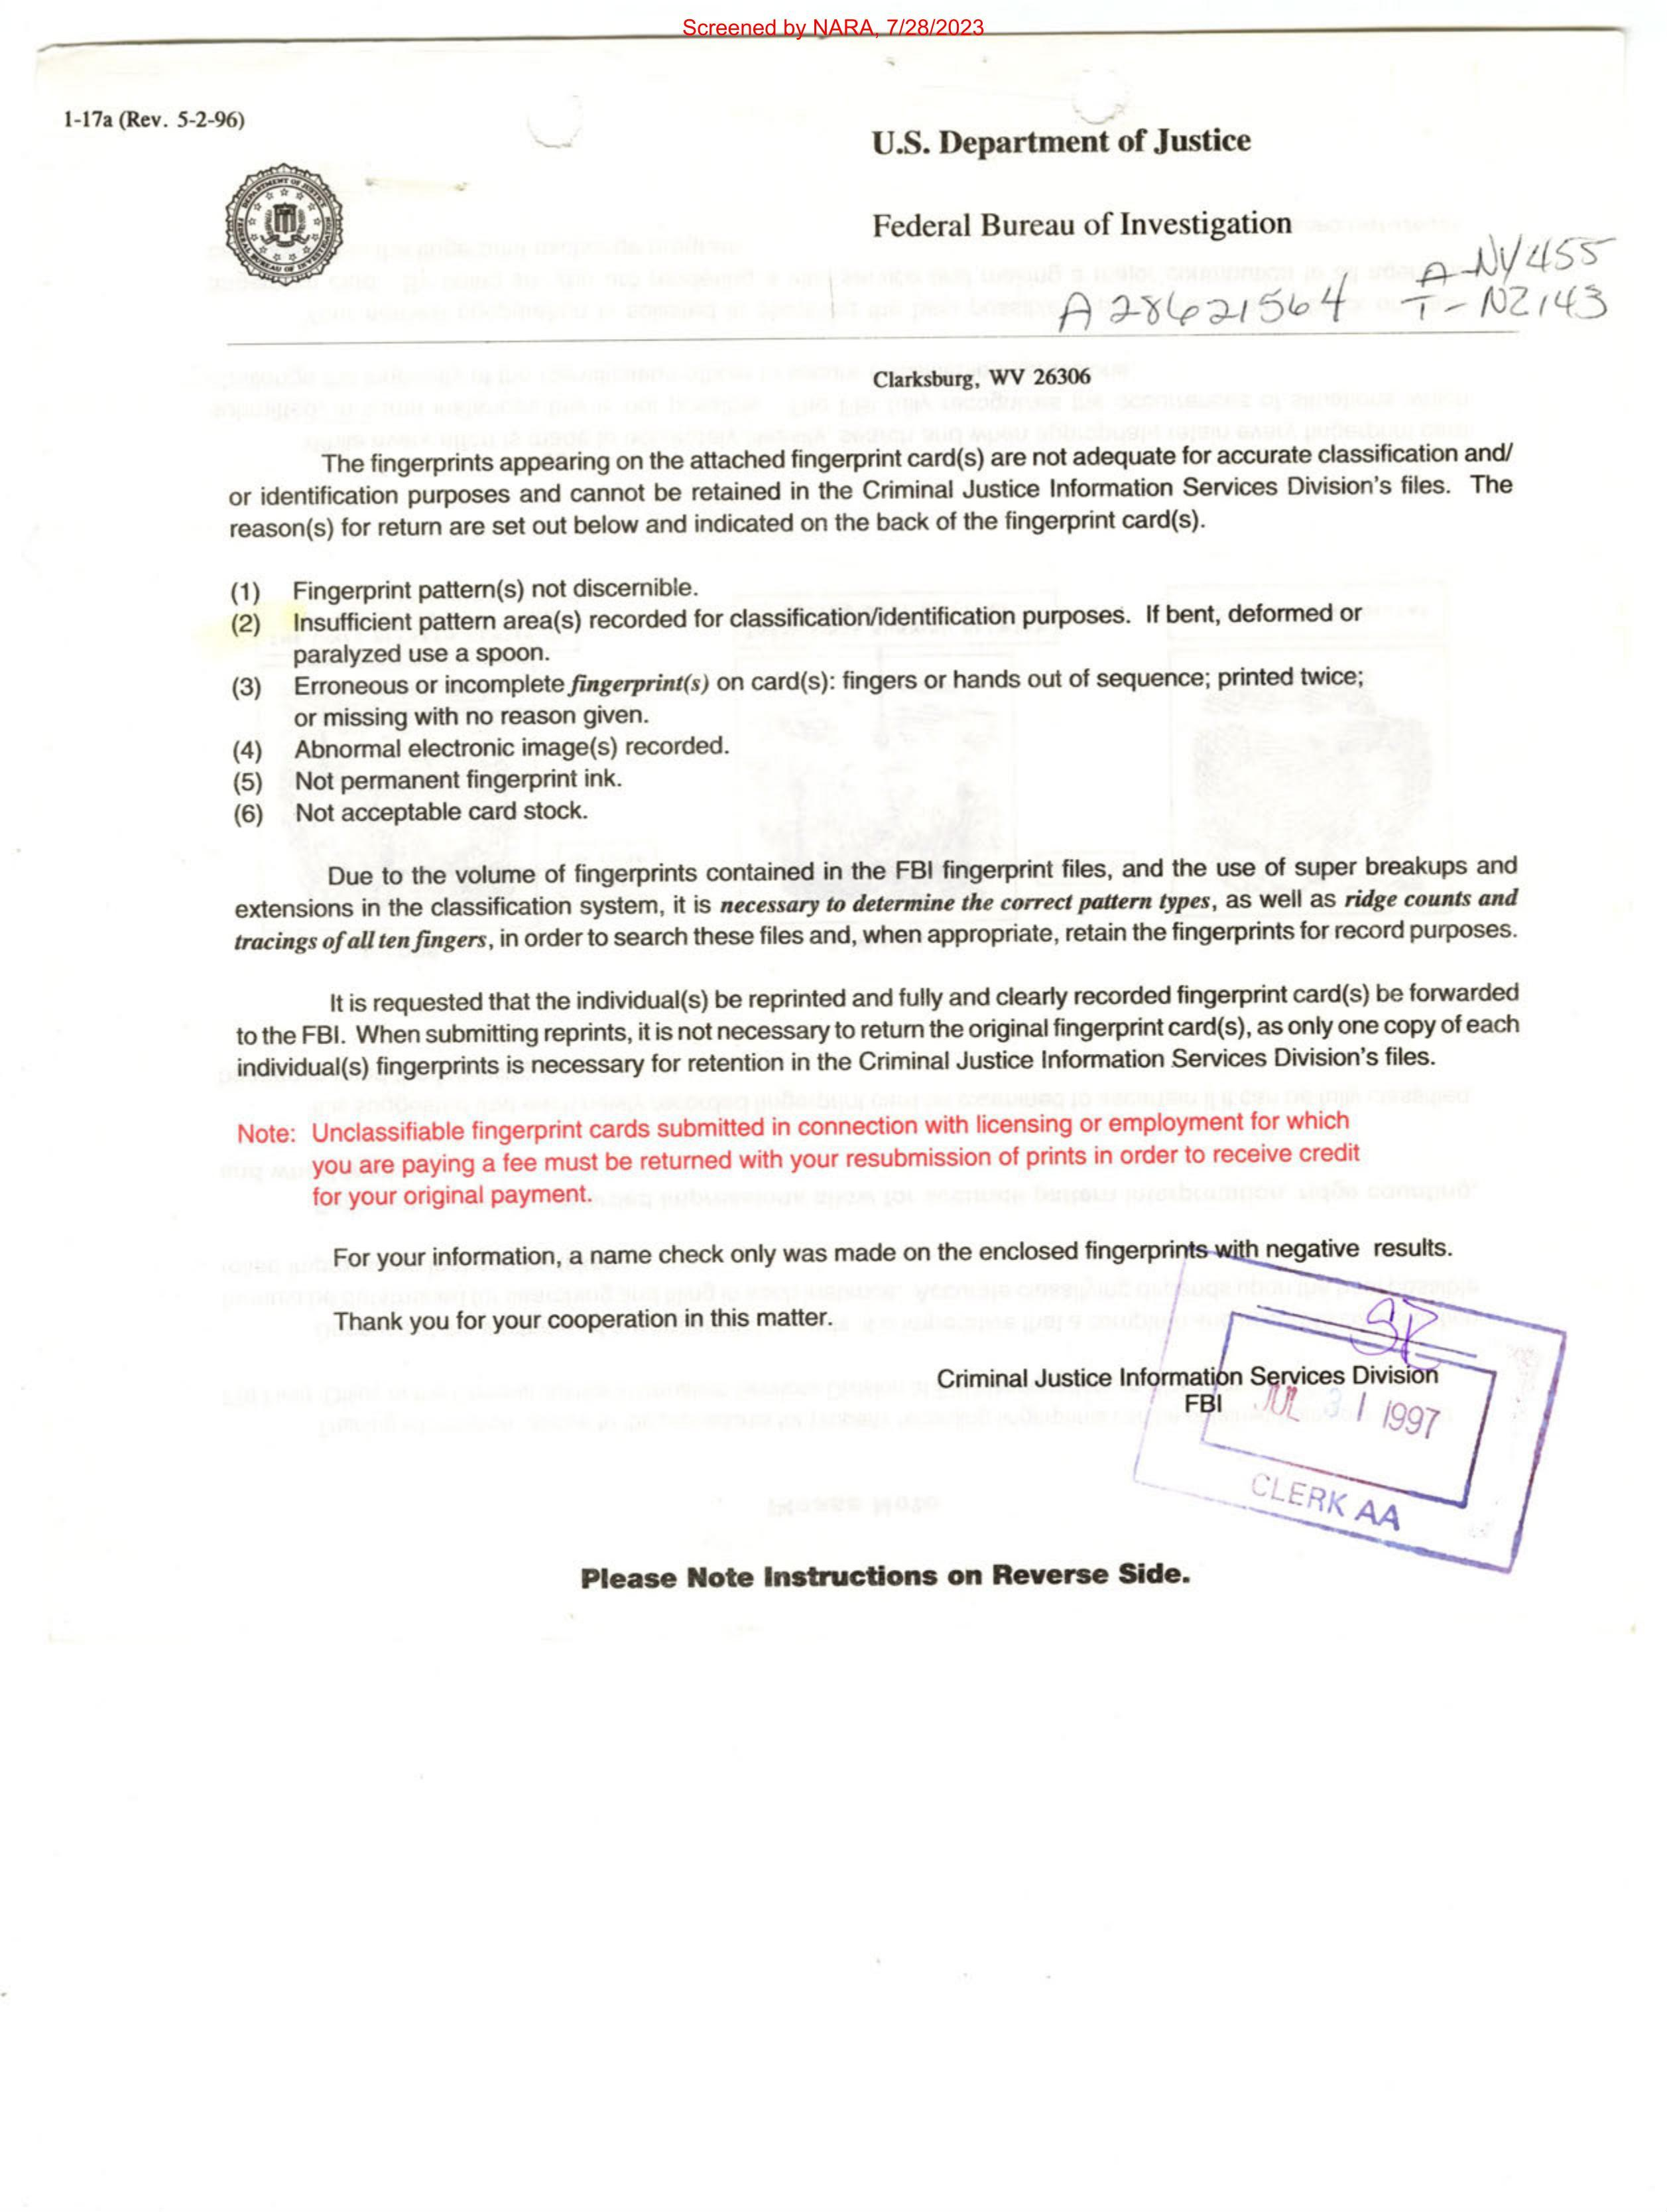 Screened by NARA, 7/28/2023
1-17a (Rev. 5-2-96)
U.S. Department of Justice
Federal Bureau of Investigation
A-NY455
A28621564 T-NZ143
Clarksburg, WV 26306
The fingerprints appearing on the attached fingerprint card(s) are not adequate for accurate classification and/
or identification purposes and cannot be retained in the Criminal Justice Information Services Division's files. The
reason(s) for return are set out below and indicated on the back of the fingerprint card(s).
(1) Fingerprint pattern(s) not discernible.
(2) Insufficient pattern area(s) recorded for classification/identification purposes. If bent, deformed or
paralyzed use a spoon.
(3) Erroneous or incomplete fingerprint(s) on card(s): fingers or hands out of sequence; printed twice;
or missing with no reason given.
(4) Abnormal electronic image(s) recorded.
(5) Not permanent fingerprint ink.
(6) Not acceptable card stock.
Due to the volume of fingerprints contained in the FBI fingerprint files, and the use of super breakups and
extensions in the classification system, it is necessary to determine the correct pattern types, as well as ridge counts and
tracings of all ten fingers, in order to search these files and, when appropriate, retain the fingerprints for record purposes.
It is requested that the individual(s) be reprinted and fully and clearly recorded fingerprint card(s) be forwarded
to the FBI. When submitting reprints, it is not necessary to return the original fingerprint card(s), as only one copy of each
individual(s) fingerprints is necessary for retention in the Criminal Justice Information Services Division's files.
Note: Unclassifiable fingerprint cards submitted in connection with licensing or employment for which
you are paying a fee must be returned with your resubmission of prints in order to receive credit
for your original payment.
For your information, a name check only was made on the enclosed fingerprints with negative results.
Thank you for your cooperation in this matter.
Criminal Justice Information Services Division
FBI
JUL 31 1997
CLERK AA
Please Note Instructions on Reverse Side.